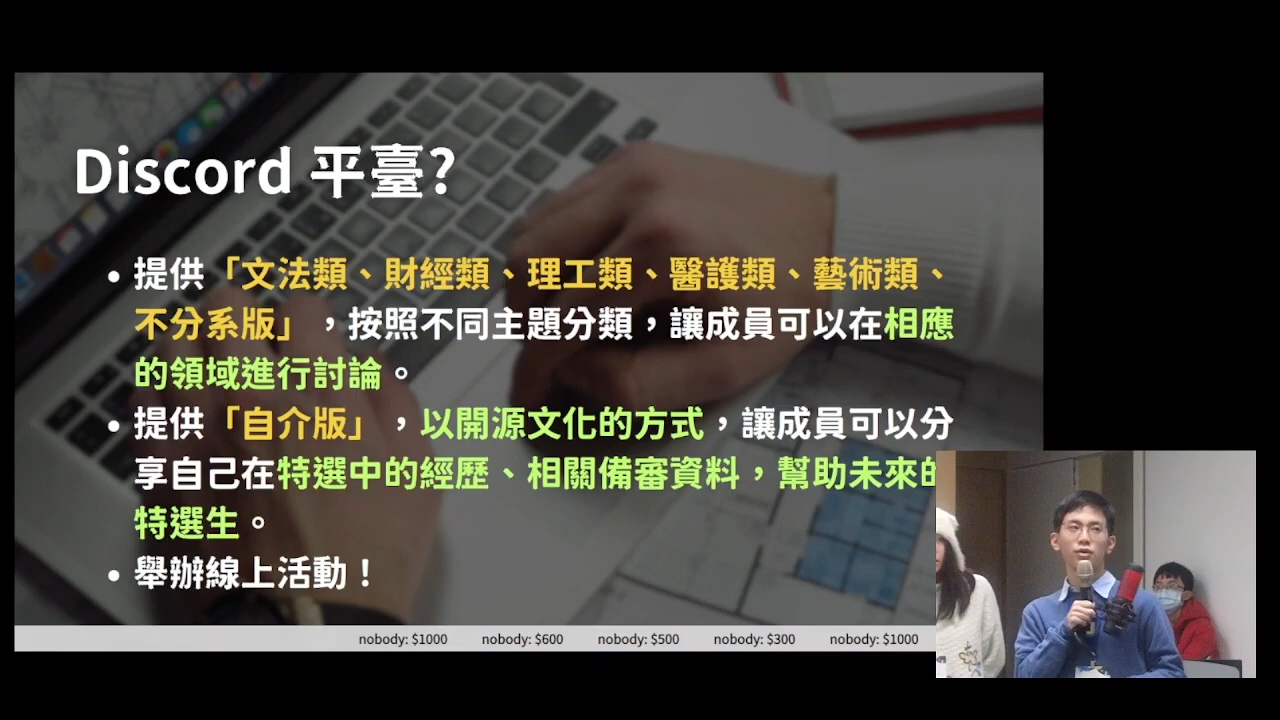 Discord 平臺?
• 提供「文法類、財經類、理工類、醫護類、藝術類、
不分系版」，按照不同主題分類，讓成員可以在相應
的領域進行討論。
• 提供「自介版」，以開源文化的方式，讓成員可以分
享自己在特選中的經歷、相關備審資料，幫助未來的
特選生。
• 舉辦線上活動！
nobody: $1000 nobody: $600 nobody: $500 nobody: $300 nobody: $1000